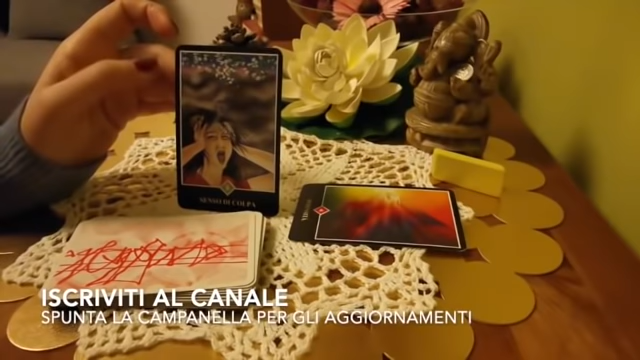 SENSO DI COLPA
ISCRIVITI AL CANALE
SPUNTA LA CAMPANELLA PER GLI AGGIORNAMENTI